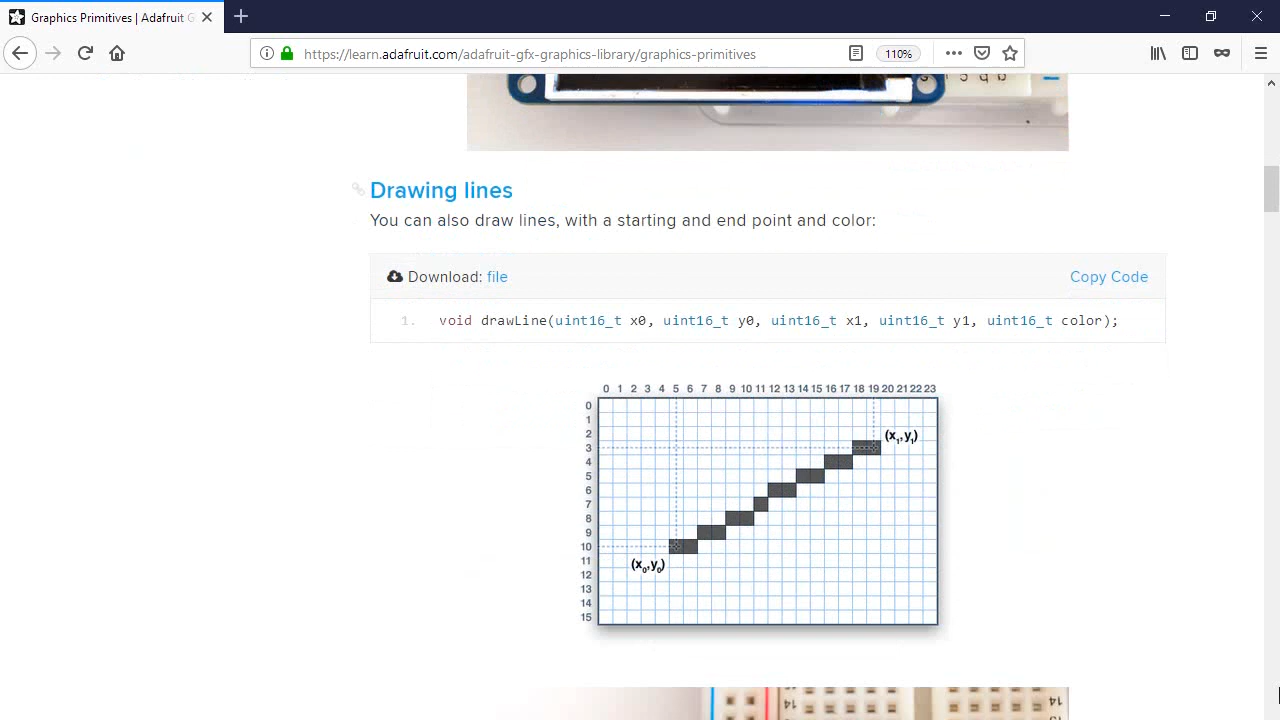 Graphics Primitives | Adafruit G
https://learn.adafruit.com/adafruit-gfx-graphics-library/graphics-primitives
110%
Drawing lines
You can also draw lines, with a starting and end point and color:
Download: file
Copy Code
1. void drawLine(uint16_t x0, uint16_t y0, uint16_t x1, uint16_t y1, uint16_t color);
0 1 2 3 4 5 6 7 8 9 10 11 12 13 14 15 16 17 18 19 20 21 22 23
0
1
2
(x1,y1)
3
4
5
6
7
8
9
10
11
(x0,y0)
12
13
14
15
14
14